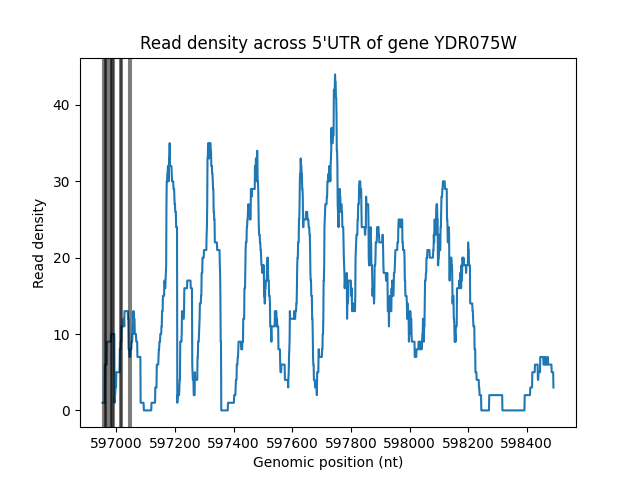 Read density across 5'UTR of gene YDR075W
Read density
40
30
20
10
0
597000 597200 597400 597600 597800 598000 598200 598400
Genomic position (nt)